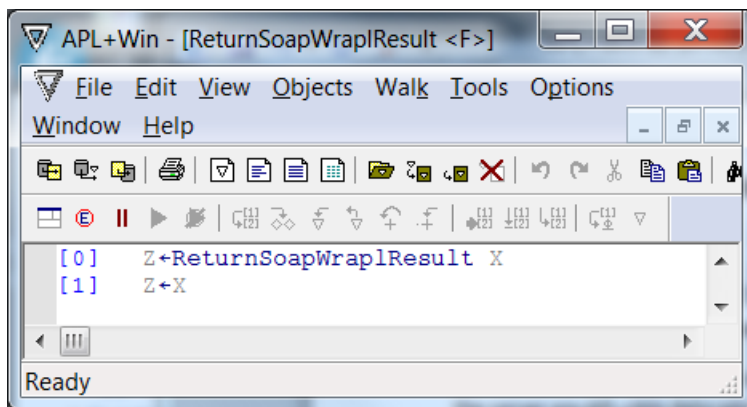 APL+Win - [ReturnSoapWraplResult <F>]
File Edit View Objects Walk Tools Options
Window Help
[0] Z←ReturnSoapWraplResult X
[1] Z←X
Ready